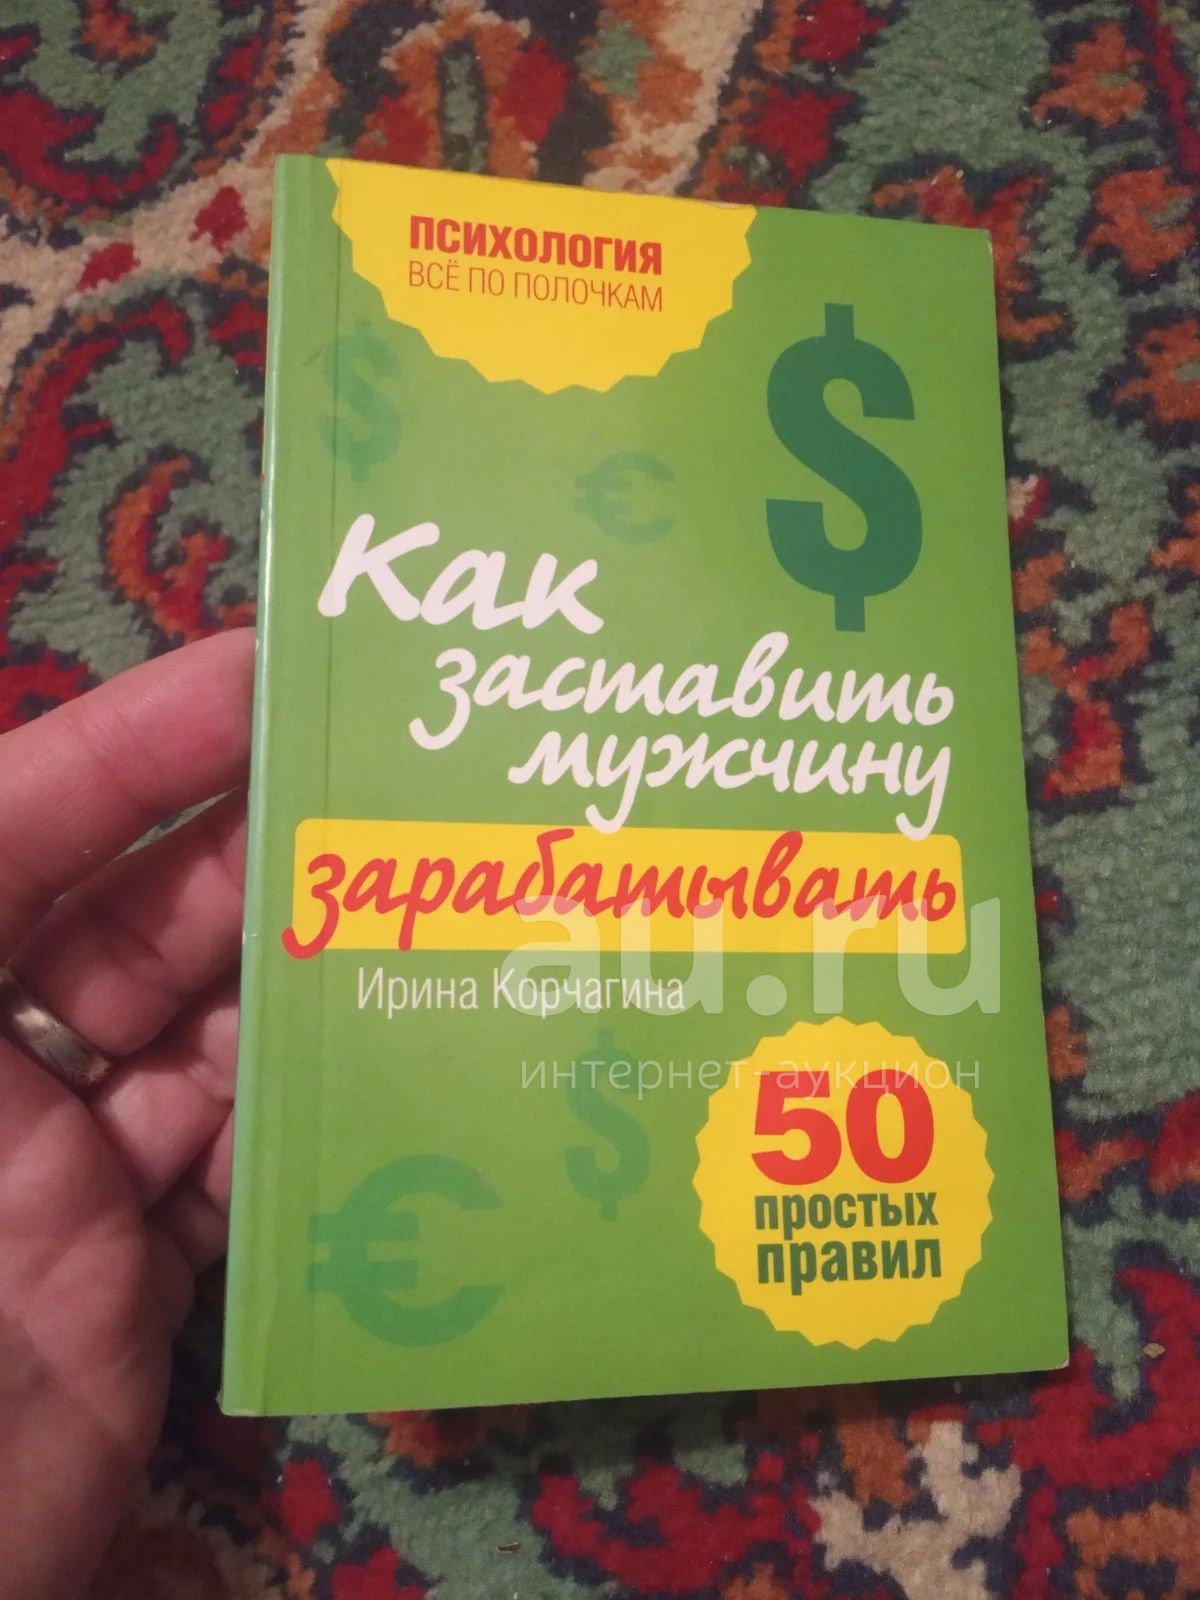 ПСИХОЛОГИЯ
ВСЁ ПО ПОЛОЧКАМ
$
$
€
Как
заставить
мужчину
зарабатывать
au.ru
Ирина Корчагина
интернет-аукцион
$
€
50
простых
правил